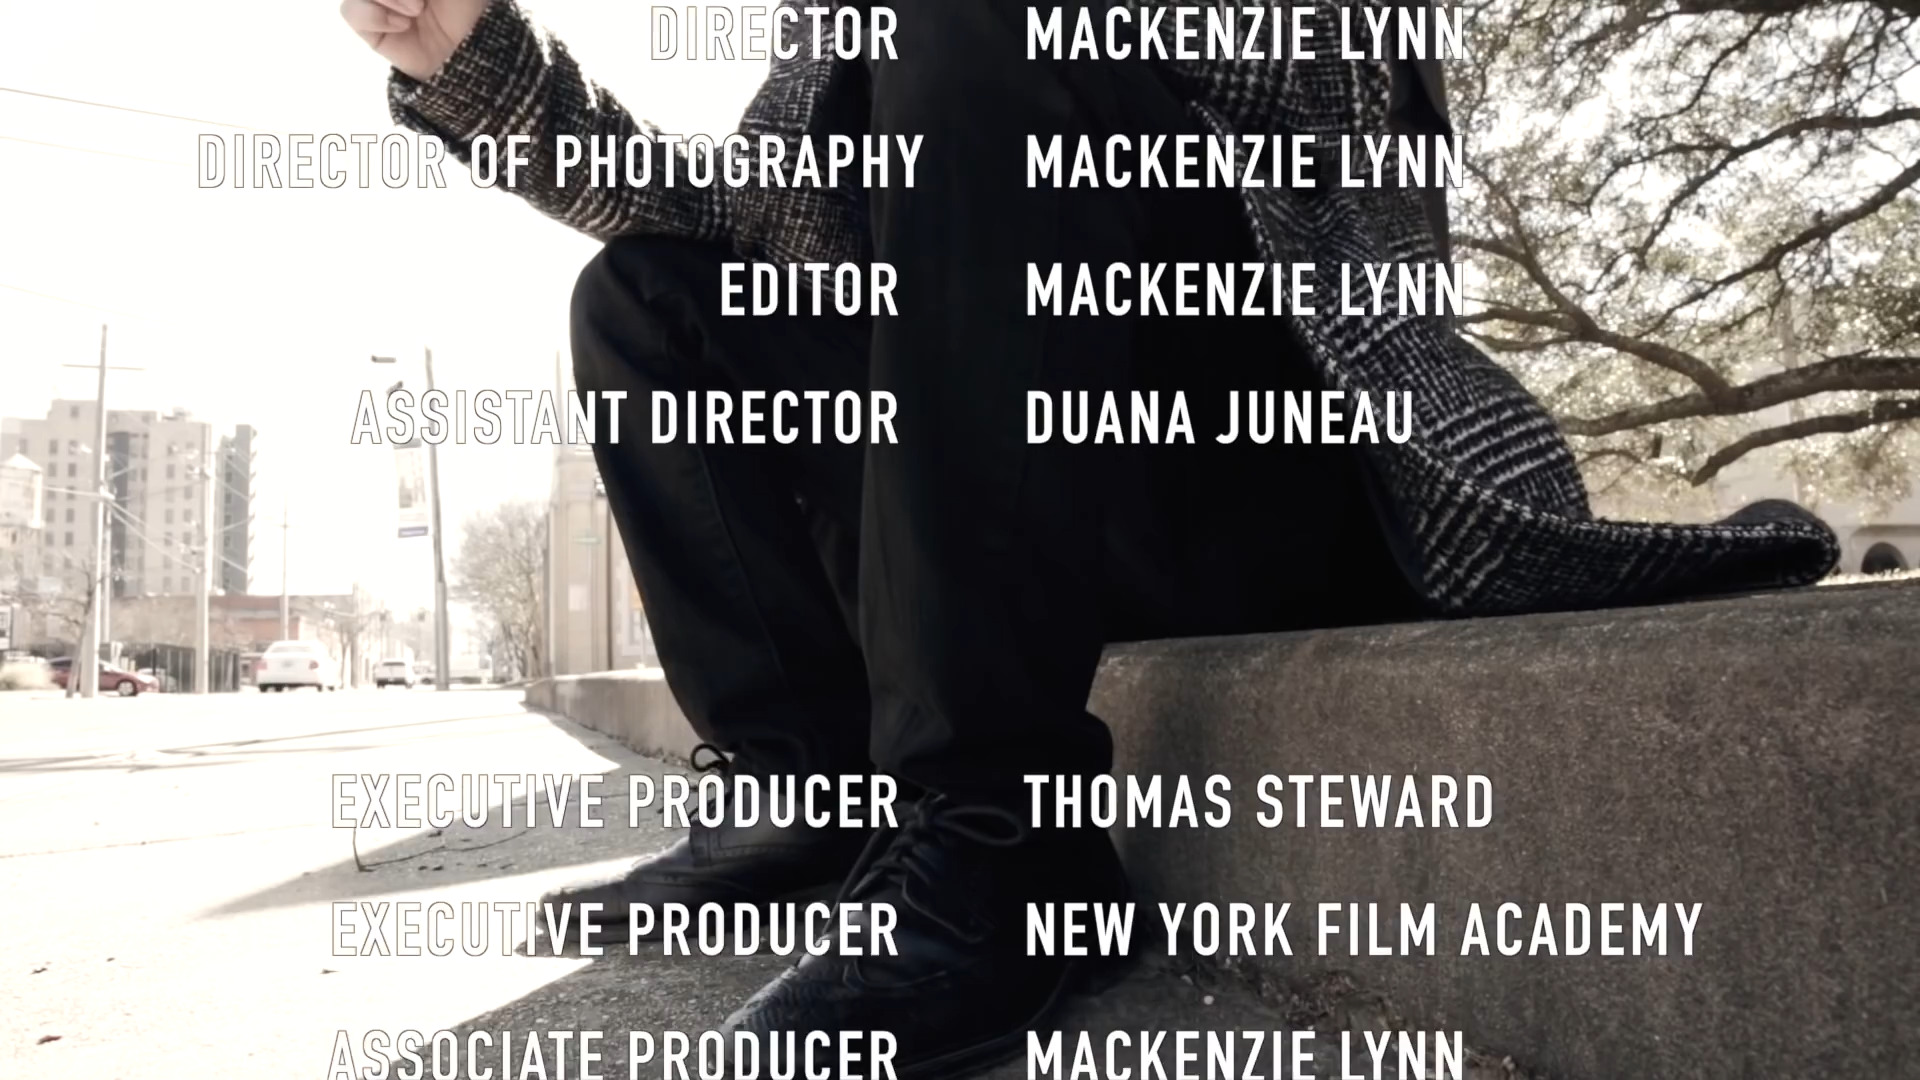 DIRECTOR MACKENZIE LYNN
DIRECTOR OF PHOTOGRAPHY MACKENZIE LYNN
EDITOR MACKENZIE LYNN
ASSISTANT DIRECTOR DUANA JUNEAU
EXECUTIVE PRODUCER THOMAS STEWARD
EXECUTIVE PRODUCER NEW YORK FILM ACADEMY
ASSOCIATE PRODUCER MACKENZIE LYNN